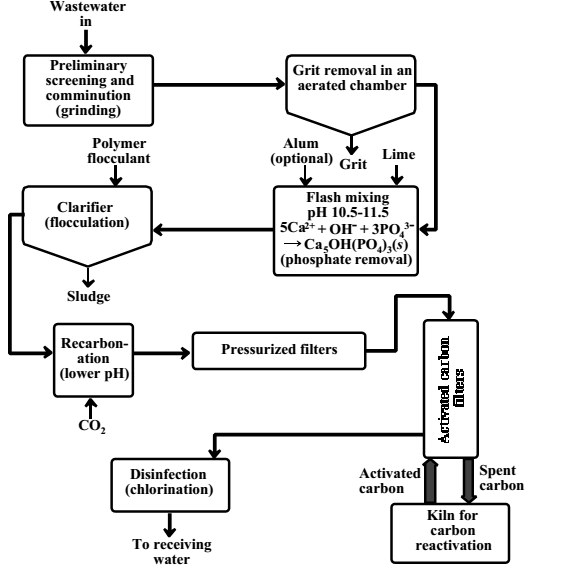 Wastewater
in
Preliminary
screening and
comminution
(grinding)
Grit removal in an
aerated chamber
Grit
Polymer
flocculant
Alum
(optional)
Lime
Clarifier
(flocculation)
Flash mixing
pH 10.5-11.5
5Ca²⁺ + OH⁻ + 3PO₄³⁻
→ Ca₅OH(PO₄)₃(s)
(phosphate removal)
Sludge
Recarbon-
ation
(lower pH)
CO₂
Pressurized filters
Activated carbon
filters
Disinfection
(chlorination)
Activated
carbon
Spent
carbon
Kiln for
carbon
reactivation
To receiving
water